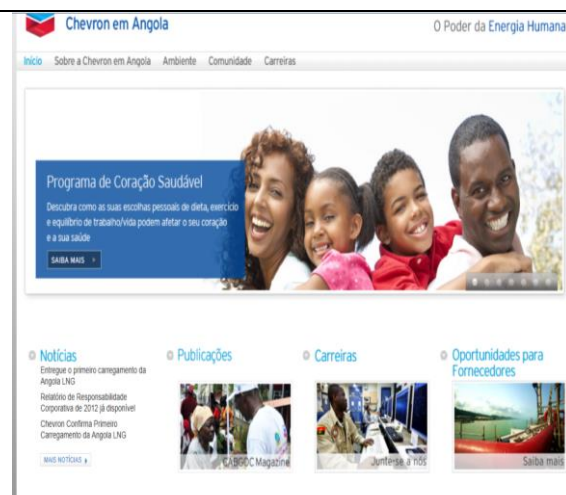 Chevron em Angola
O Poder da Energia Humana
Início Sobre a Chevron em Angola Ambiente Comunidade Carreiras
Programa de Coração Saudável
Descubra como as suas escolhas pessoais de dieta, exercício
e equilíbrio de trabalho/vida podem afetar o seu coração
e a sua saúde
SAIBA MAIS
Notícias
Entregue o primeiro carregamento da
Angola LNG
Relatório de Responsabilidade
Corporativa de 2012 já disponível
Chevron Confirma Primeiro
Carregamento da Angola LNG
MAIS NOTÍCIAS
Publicações
CABGOC Magazine
Carreiras
Junte-se a nós
Oportunidades para
Fornecedores
Saiba mais